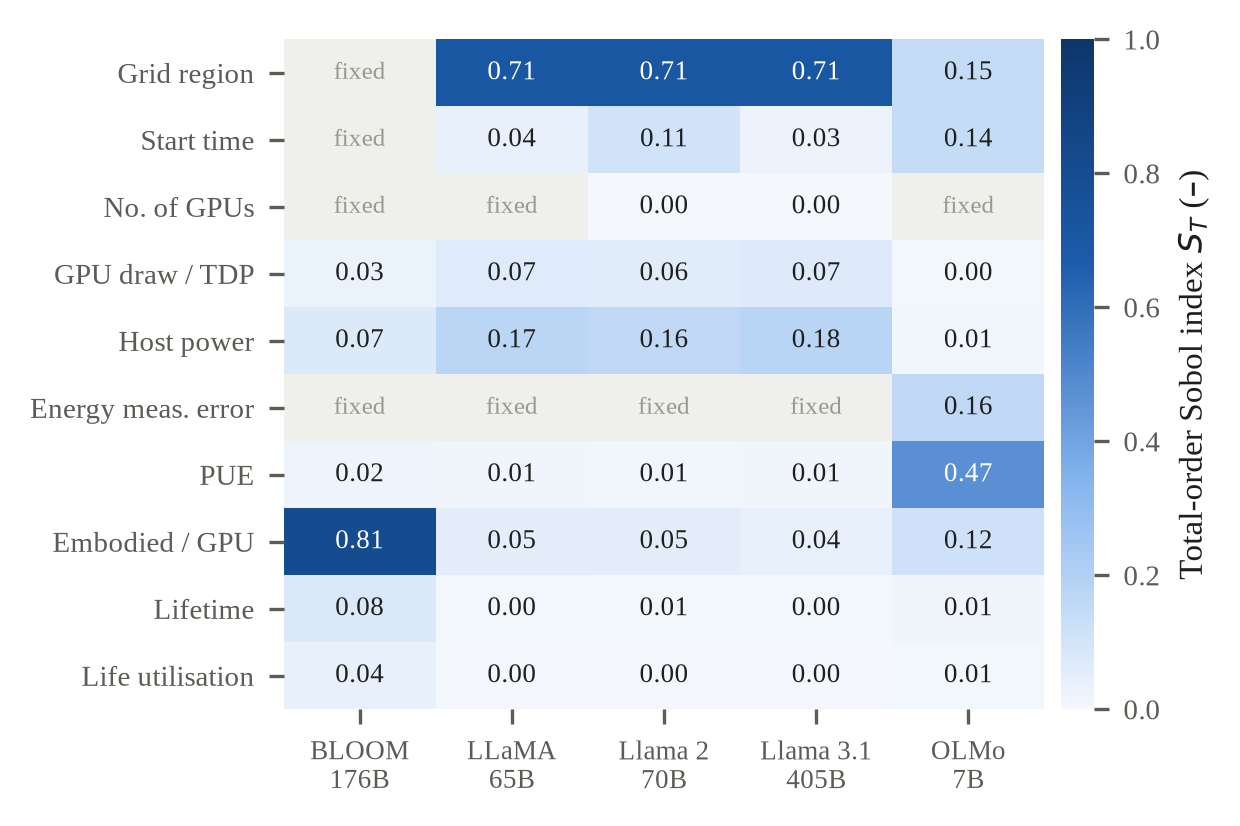 Grid region fixed 0.71 0.71 0.71 0.15
Start time fixed 0.04 0.11 0.03 0.14
No. of GPUs fixed fixed 0.00 0.00 fixed
GPU draw / TDP 0.03 0.07 0.06 0.07 0.00
Host power 0.07 0.17 0.16 0.18 0.01
Energy meas. error fixed fixed fixed fixed 0.16
PUE 0.02 0.01 0.01 0.01 0.47
Embodied / GPU 0.81 0.05 0.05 0.04 0.12
Lifetime 0.08 0.00 0.01 0.00 0.01
Life utilisation 0.04 0.00 0.00 0.00 0.01
BLOOM LLaMA Llama 2 Llama 3.1 OLMo
176B 65B 70B 405B 7B
1.0
0.8
0.6
0.4
0.2
0.0
Total-order Sobol index S_T (−)